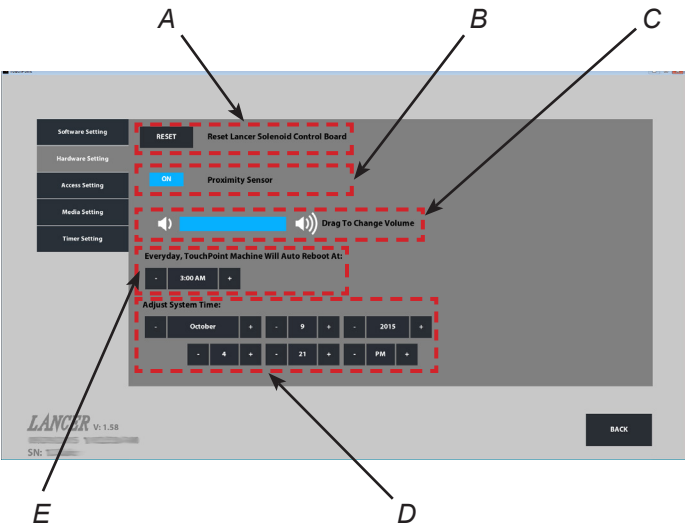 A
B
C
TouchPoint
Software Setting
RESET
Reset Lancer Solenoid Control Board
Hardware Setting
ON
Proximity Sensor
Access Setting
Media Setting
Drag To Change Volume
Timer Setting
Everyday, TouchPoint Machine Will Auto Reboot At:
- 3:00 AM +
Adjust System Time:
- October + - 9 + - 2015 +
- 4 + - 21 + - PM +
LANCER V: 1.58
BACK
SN:
E
D